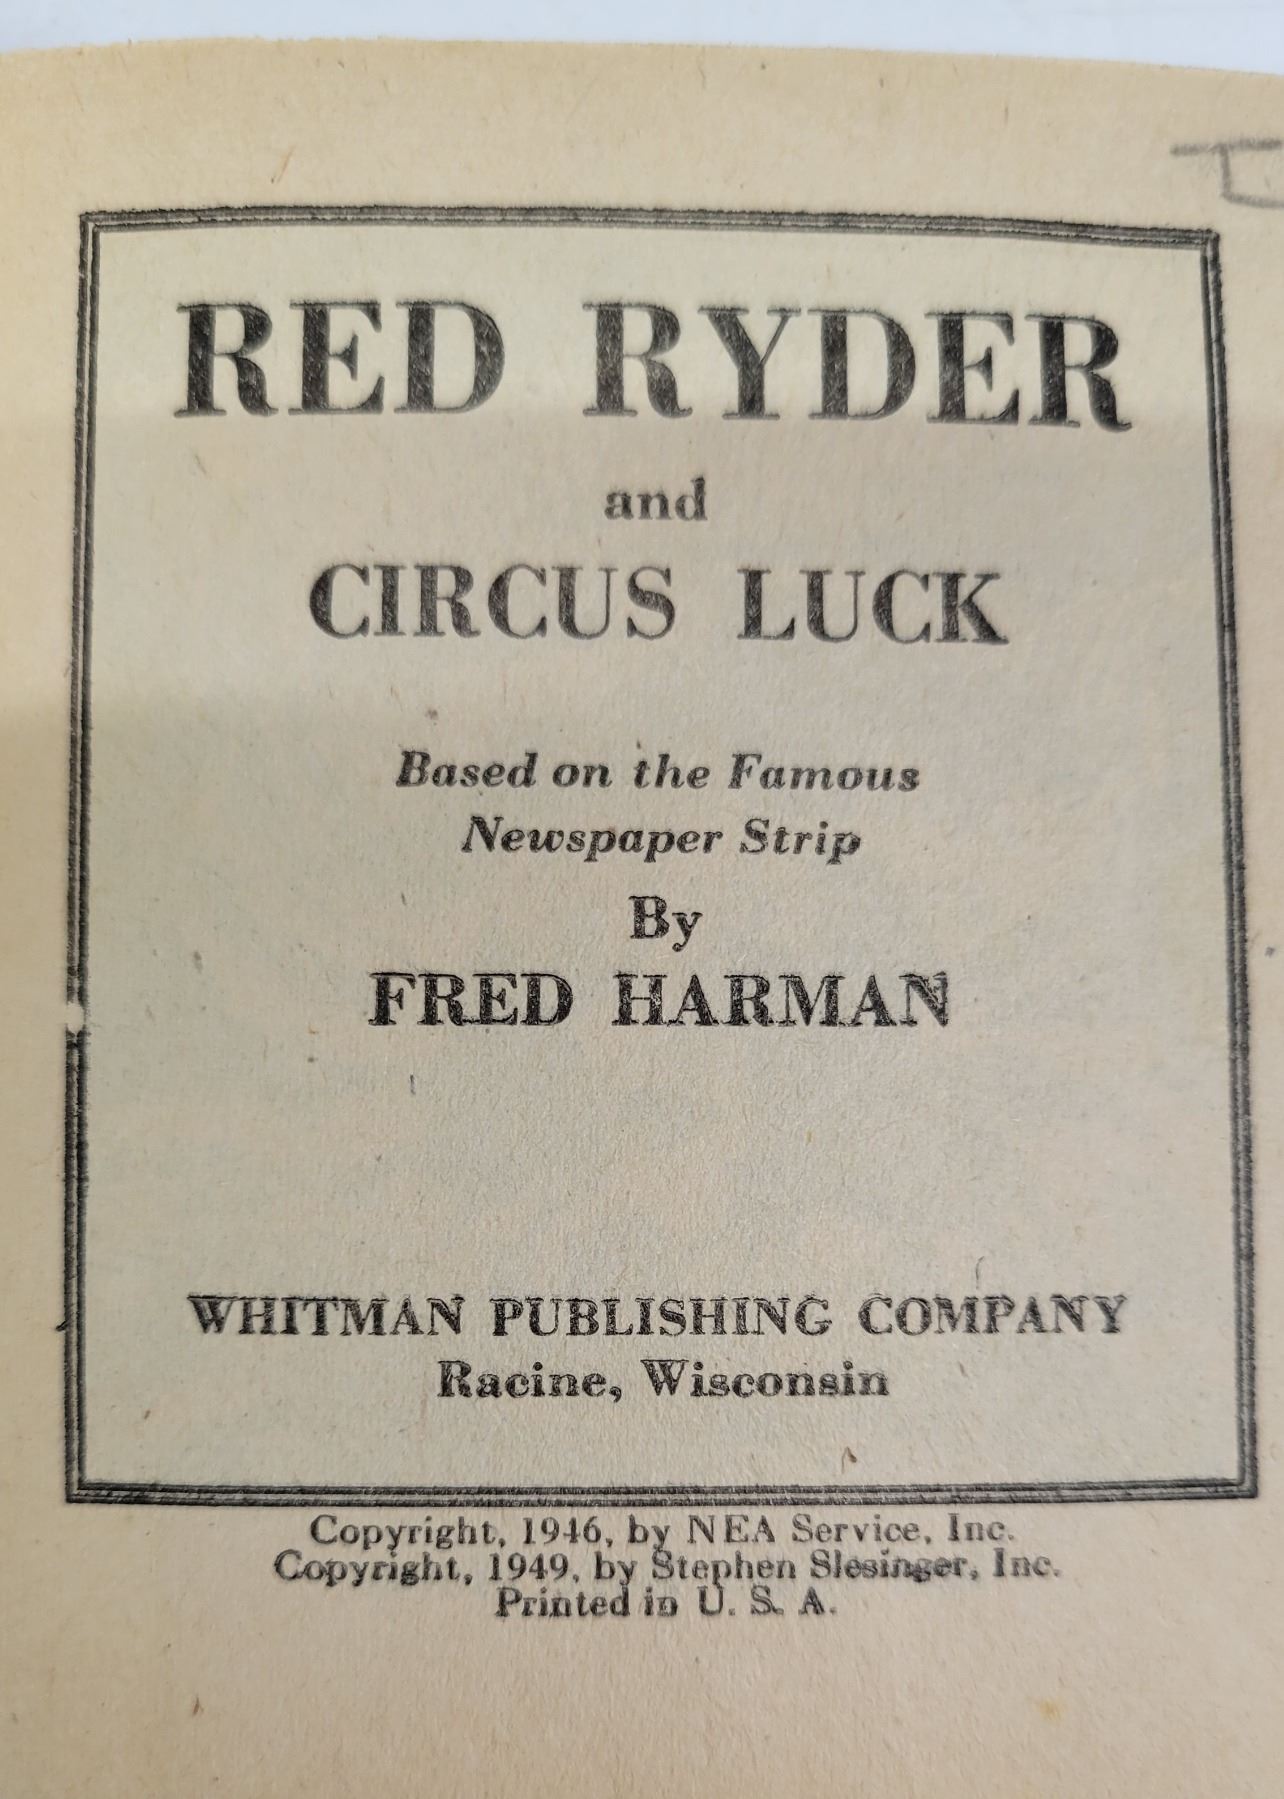 RED RYDER
and
CIRCUS LUCK
Based on the Famous
Newspaper Strip
By
FRED HARMAN
WHITMAN PUBLISHING COMPANY
Racine, Wisconsin
Copyright, 1946, by NEA Service, Inc.
Copyright, 1949, by Stephen Slesinger, Inc.
Printed in U. S. A.